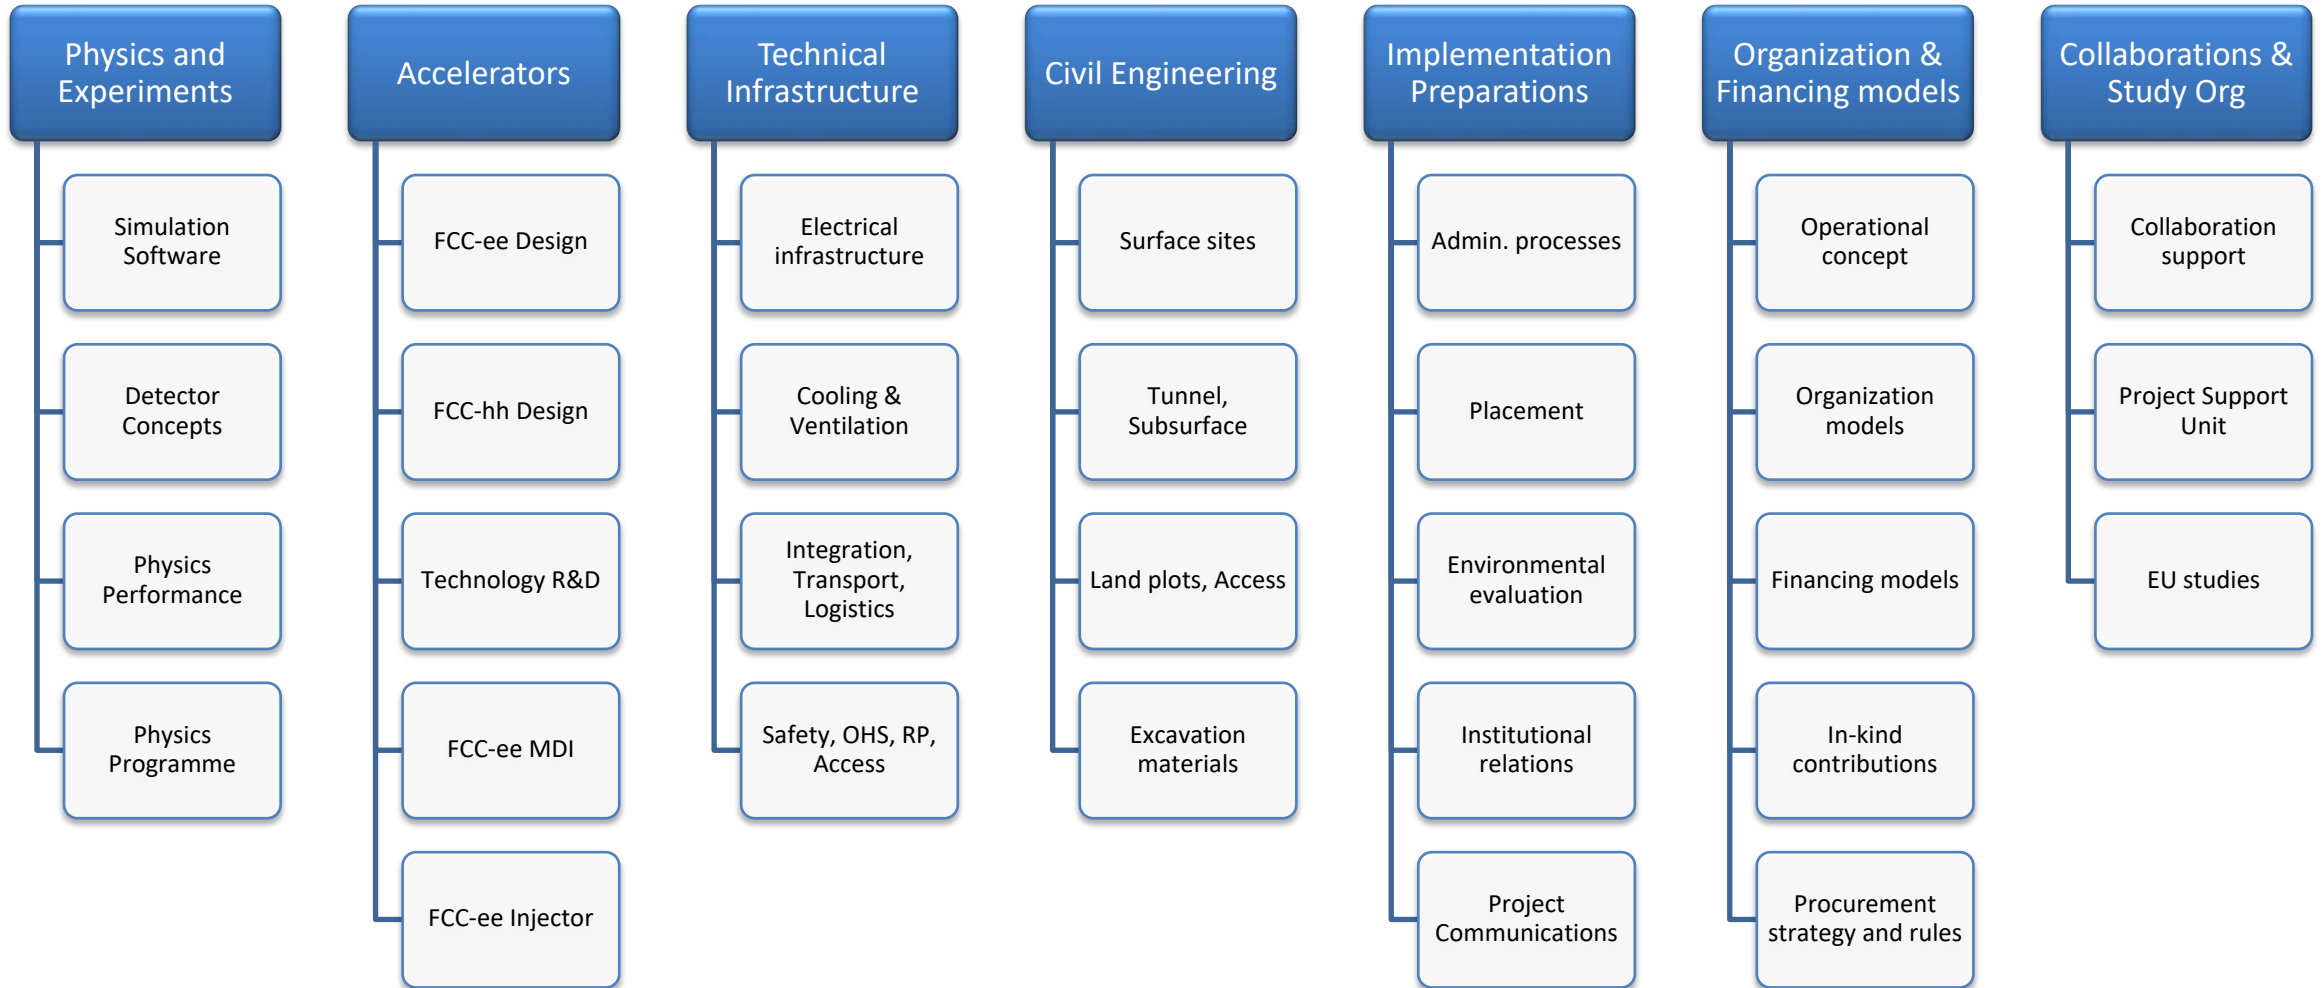 Physics and
Experiments
Simulation
Software
Detector
Concepts
Physics
Performance
Physics
Programme
Accelerators
FCC-ee Design
FCC-hh Design
Technology R&D
FCC-ee MDI
FCC-ee Injector
Technical
Infrastructure
Electrical
infrastructure
Cooling &
Ventilation
Integration,
Transport,
Logistics
Safety, OHS, RP,
Access
Civil Engineering
Surface sites
Tunnel,
Subsurface
Land plots, Access
Excavation
materials
Implementation
Preparations
Admin. processes
Placement
Environmental
evaluation
Institutional
relations
Project
Communications
Organization &
Financing models
Operational
concept
Organization
models
Financing models
In-kind
contributions
Procurement
strategy and rules
Collaborations &
Study Org
Collaboration
support
Project Support
Unit
EU studies